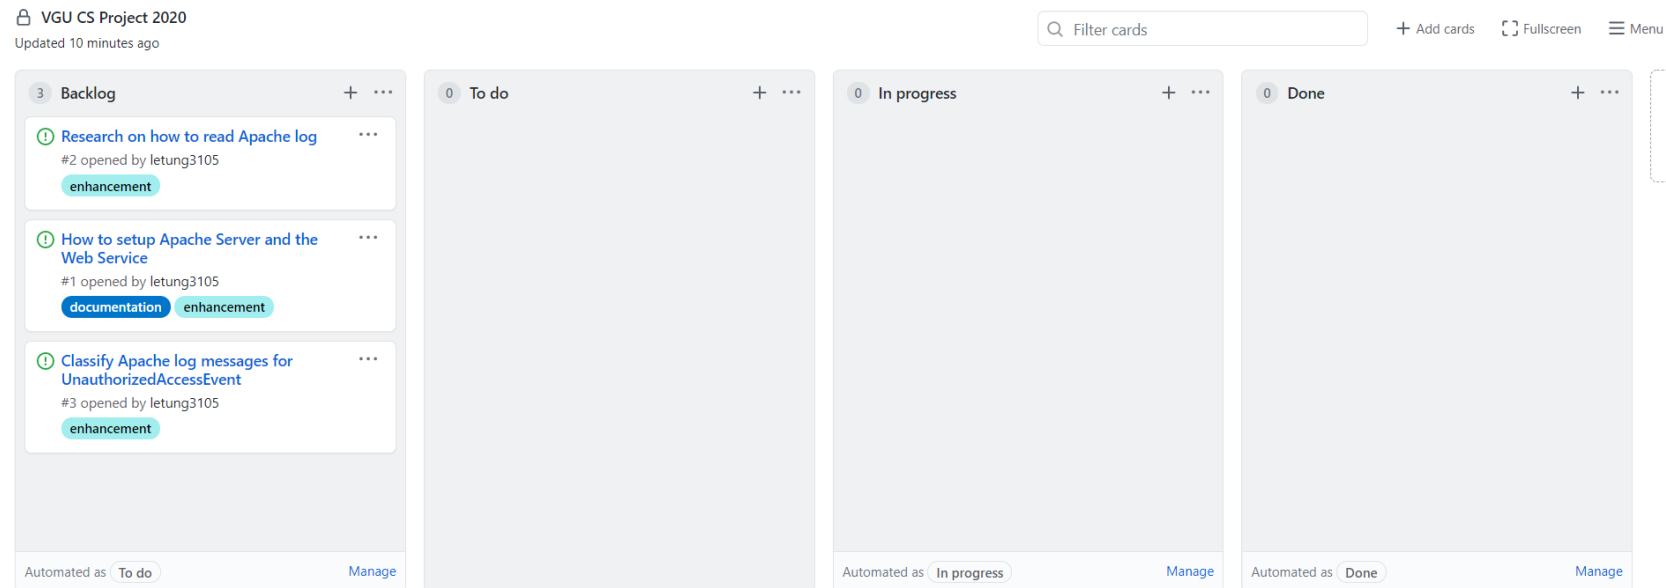 VGU CS Project 2020
Updated 10 minutes ago
Filter cards
Add cards
Fullscreen
Menu
3 Backlog
Research on how to read Apache log
#2 opened by letung3105
enhancement
How to setup Apache Server and the
Web Service
#1 opened by letung3105
documentation enhancement
Classify Apache log messages for
UnauthorizedAccessEvent
#3 opened by letung3105
enhancement
Automated as To do Manage
0 To do
0 In progress
Automated as In progress Manage
0 Done
Automated as Done Manage